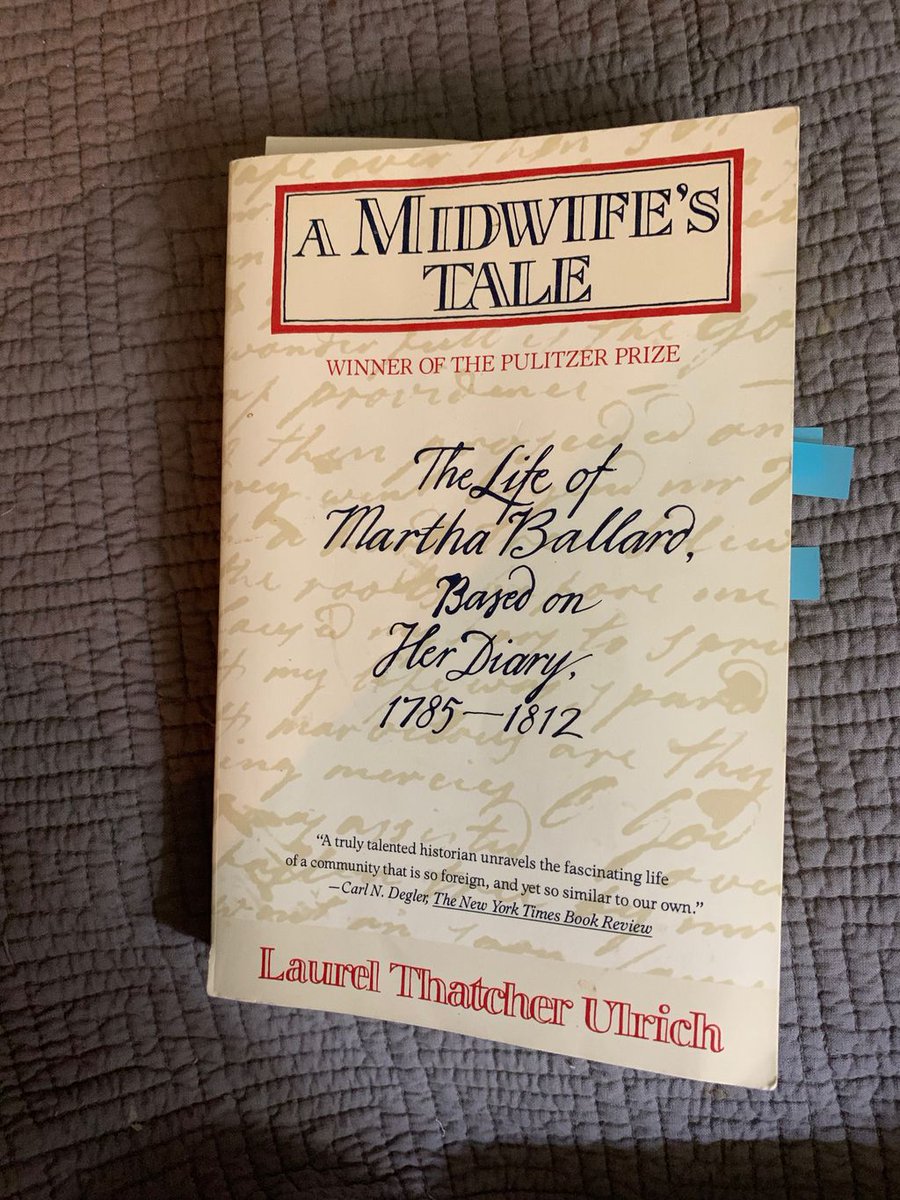 A MIDWIFE'S
TALE
WINNER OF THE PULITZER PRIZE
The Life of
Martha Ballard,
Based on
Her Diary,
1785—1812
“A truly talented historian unravels the fascinating life
of a community that is so foreign, and yet so similar to our own.”
—Carl N. Degler, The New York Times Book Review
Laurel Thatcher Ulrich